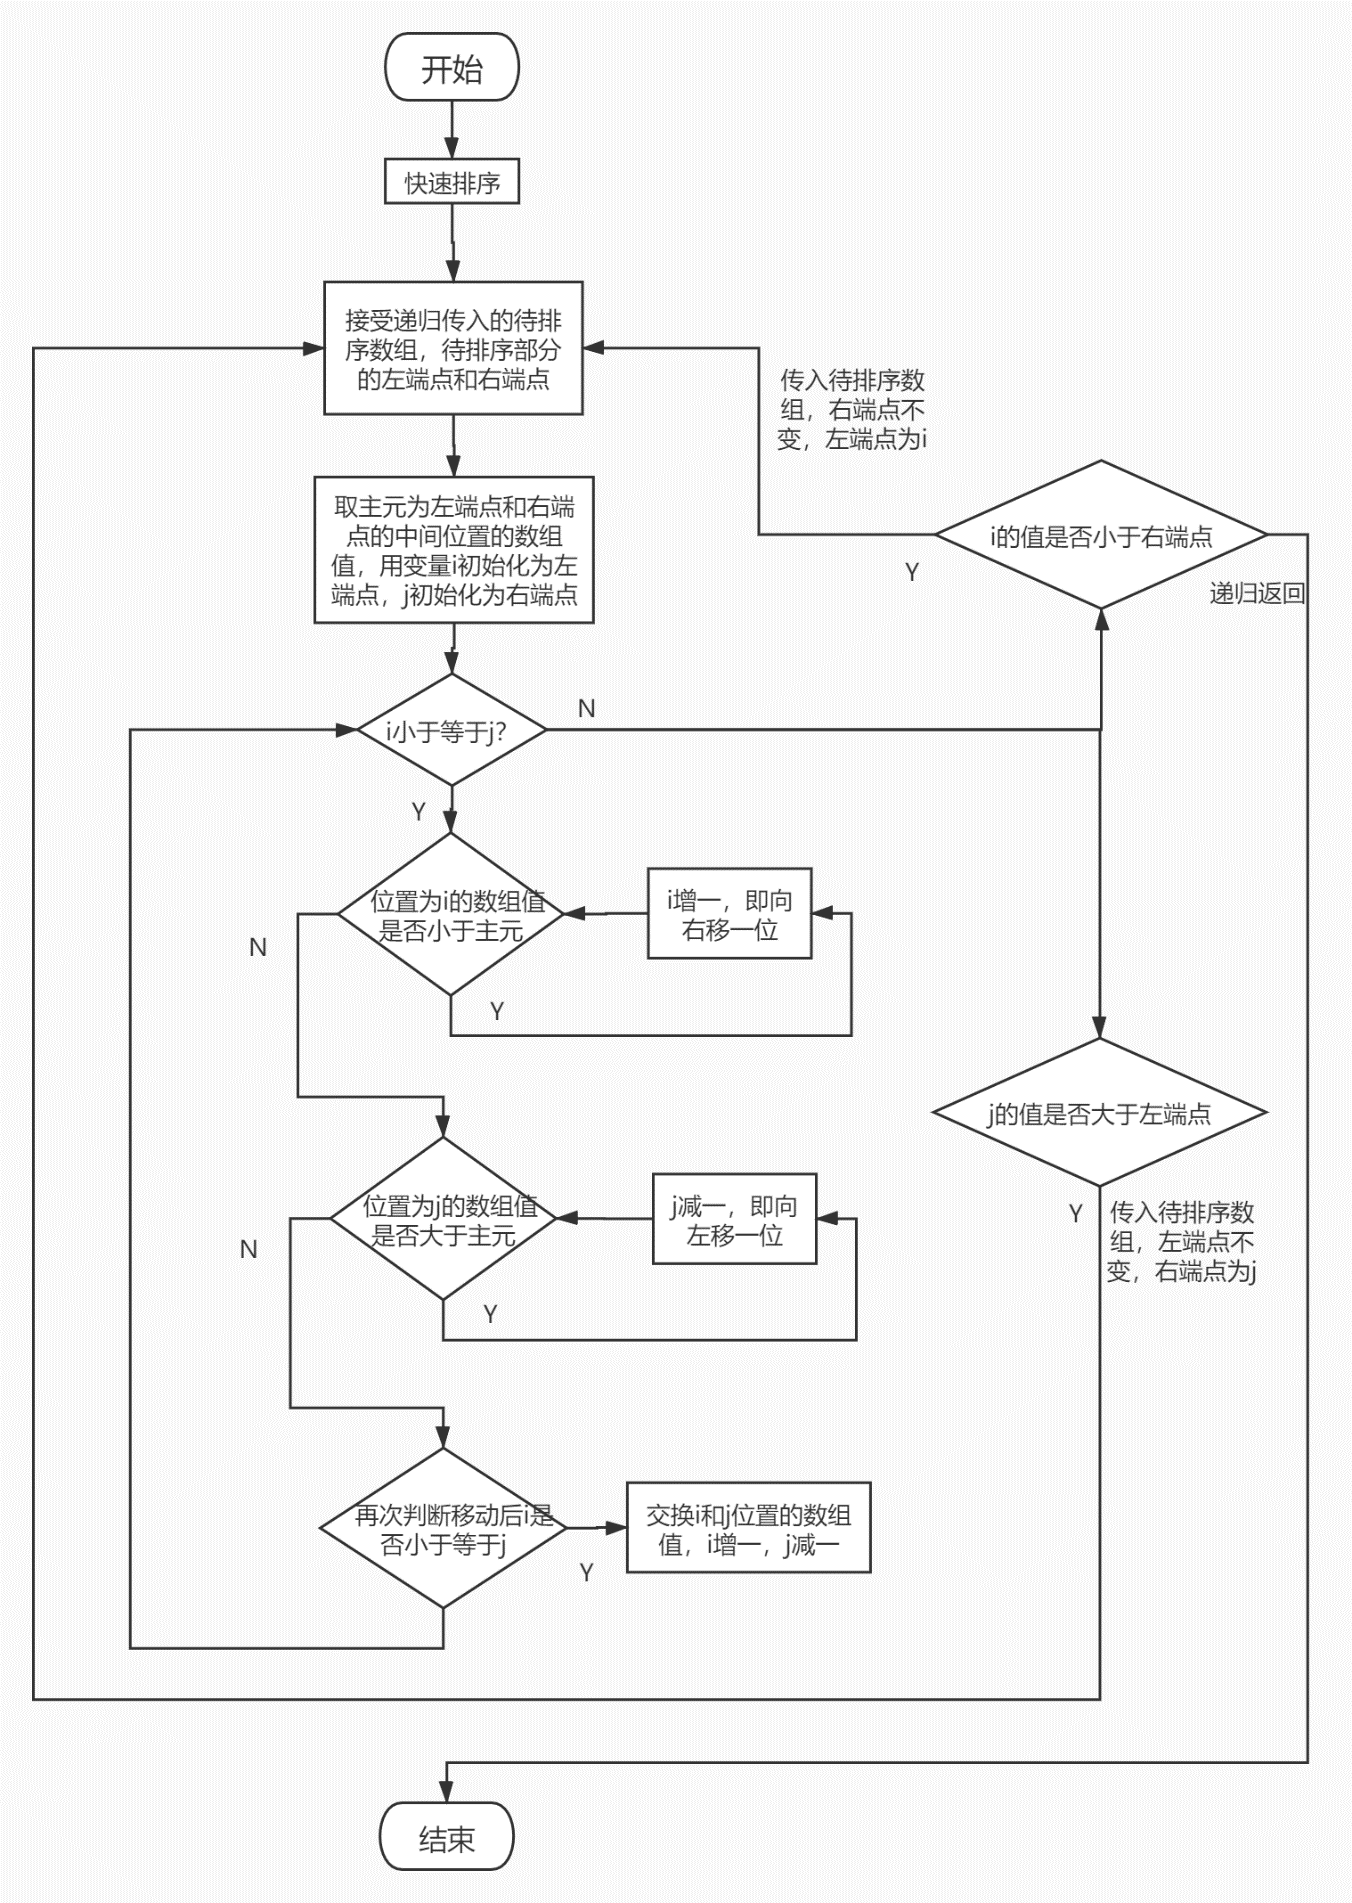 开始
快速排序
接受递归传入的待排
序数组，待排序部分
的左端点和右端点
传入待排序数
组，右端点不
变，左端点为i
取主元为左端点和右端
点的中间位置的数组
值，用变量i初始化为左
端点，j初始化为右端点
i的值是否小于右端点
Y
递归返回
i小于等于j？
N
Y
位置为i的数组值
是否小于主元
i增一，即向
右移一位
N
Y
j的值是否大于左端点
位置为j的数组值
是否大于主元
j减一，即向
左移一位
Y
传入待排序数
组，左端点不
变，右端点为j
N
Y
再次判断移动后i是
否小于等于j
交换i和j位置的数组
值，i增一，j减一
Y
结束